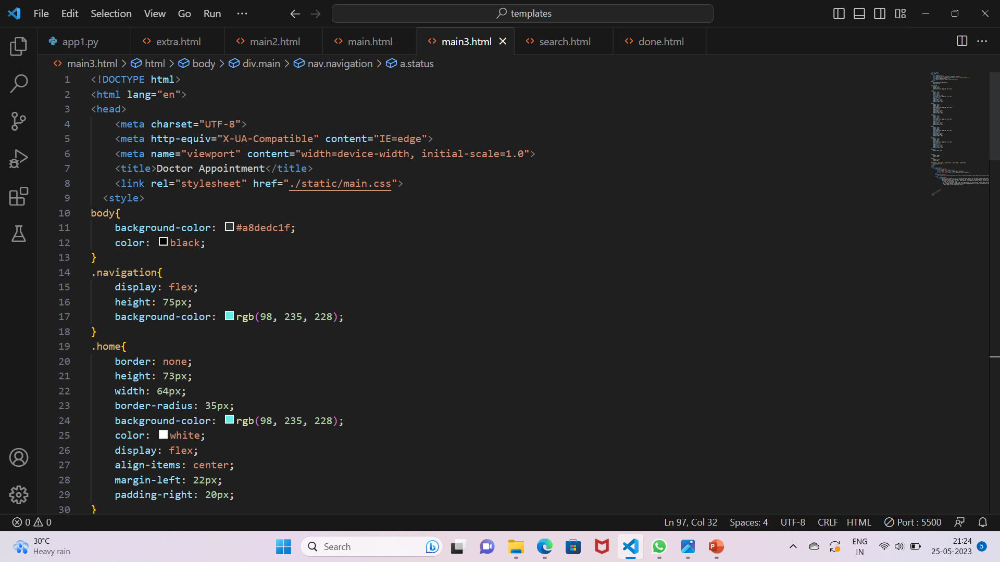 File Edit Selection View Go Run ··· templates
app1.py extra.html main2.html main.html main3.html search.html done.html
main3.html > html > body > div.main > nav.navigation > a.status
1 <!DOCTYPE html>
2 <html lang="en">
3 <head>
4 <meta charset="UTF-8">
5 <meta http-equiv="X-UA-Compatible" content="IE=edge">
6 <meta name="viewport" content="width=device-width, initial-scale=1.0">
7 <title>Doctor Appointment</title>
8 <link rel="stylesheet" href="./static/main.css">
9 <style>
10 body{
11 background-color: #a8dedc1f;
12 color: black;
13 }
14 .navigation{
15 display: flex;
16 height: 75px;
17 background-color: rgb(98, 235, 228);
18 }
19 .home{
20 border: none;
21 height: 73px;
22 width: 64px;
23 border-radius: 35px;
24 background-color: rgb(98, 235, 228);
25 color: white;
26 display: flex;
27 align-items: center;
28 margin-left: 22px;
29 padding-right: 20px;
30 }
0 0 Ln 97, Col 32 Spaces: 4 UTF-8 CRLF HTML Port : 5500
30°C
Heavy rain
Search
ENG
IN
21:24
25-05-2023
5